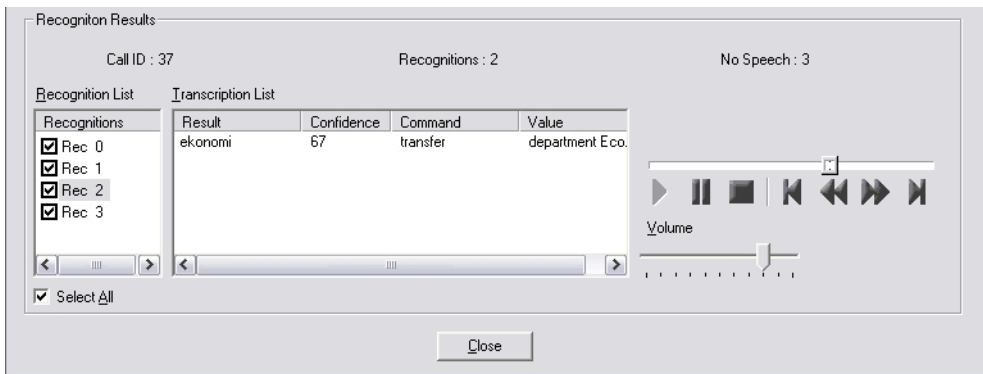 Recogniton Results
Call ID : 37 Recognitions : 2 No Speech : 3
Recognition List Transcription List
Recognitions Result Confidence Command Value
Rec 0 ekonomi 67 transfer department Eco.
Rec 1
Rec 2
Rec 3
Volume
Select All
Close